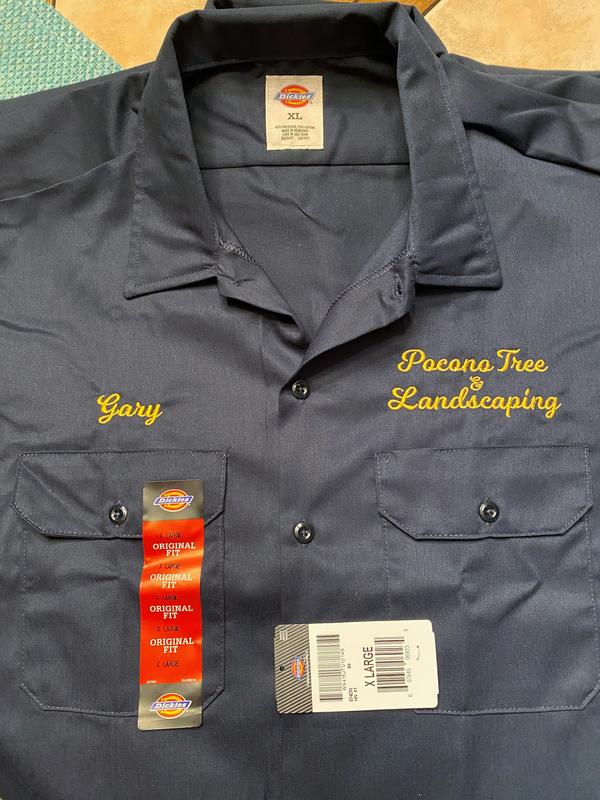 Dickies
XL
Pocono Tree
&
Landscaping
Gary
Dickies
X LARGE
ORIGINAL
FIT
X LARGE
ORIGINAL
FIT
X LARGE
ORIGINAL
FIT
X LARGE
ORIGINAL
FIT
X LARGE
Dickies
X LARGE